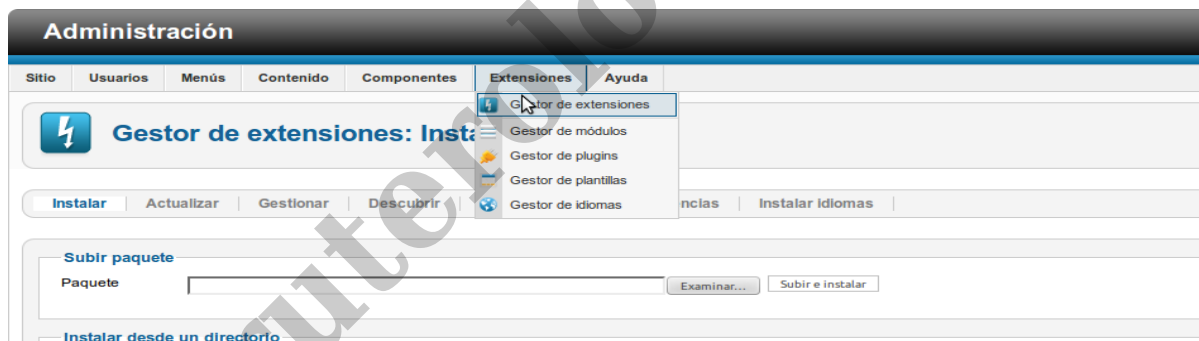 Administración
Sitio Usuarios Menús Contenido Componentes Extensiones Ayuda
Gestor de extensiones
Gestor de extensiones: Insta
Gestor de módulos
Gestor de plugins
Gestor de plantillas
Instalar Actualizar Gestionar Descubrir Gestor de idiomas ncias Instalar idiomas
Subir paquete
Paquete Examinar... Subir e instalar
Instalar desde un directorio